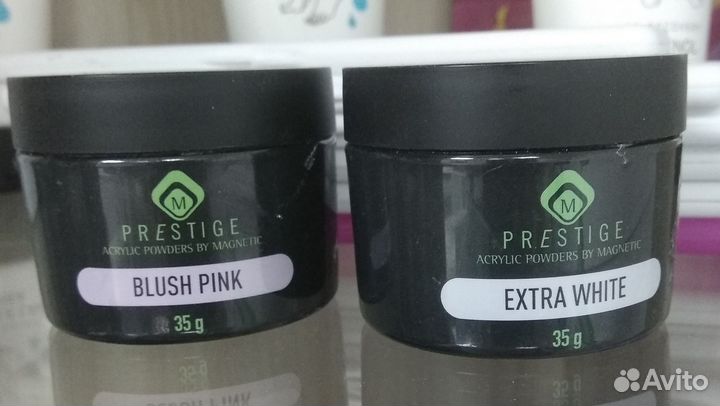 M
PRESTIGE
ACRYLIC POWDERS BY MAGNETIC
BLUSH PINK
35 g
M
PRESTIGE
ACRYLIC POWDERS BY MAGNETIC
EXTRA WHITE
35 g
Avito